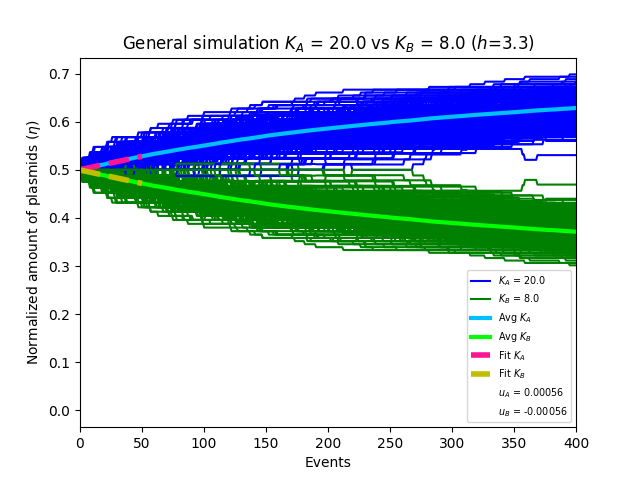 General simulation K_A = 20.0 vs K_B = 8.0 (h=3.3)
Normalized amount of plasmids (η)
0.7
0.6
0.5
0.4
0.3
0.2
0.1
0.0
K_A = 20.0
K_B = 8.0
Avg K_A
Avg K_B
Fit K_A
Fit K_B
u_A = 0.00056
u_B = -0.00056
0 50 100 150 200 250 300 350 400
Events